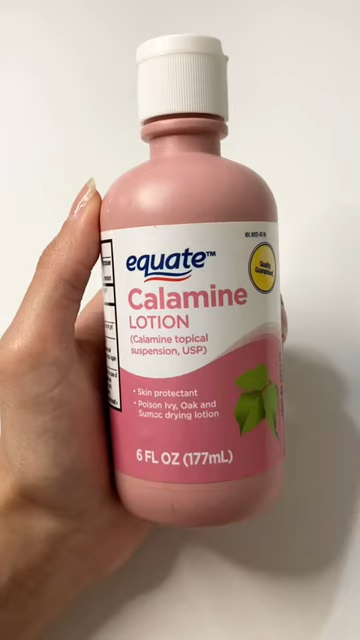 equate™
Quality
Guaranteed
Calamine
LOTION
(Calamine topical
suspension, USP)
• Skin protectant
• Poison Ivy, Oak and
Sumac drying lotion
6 FL OZ (177mL)